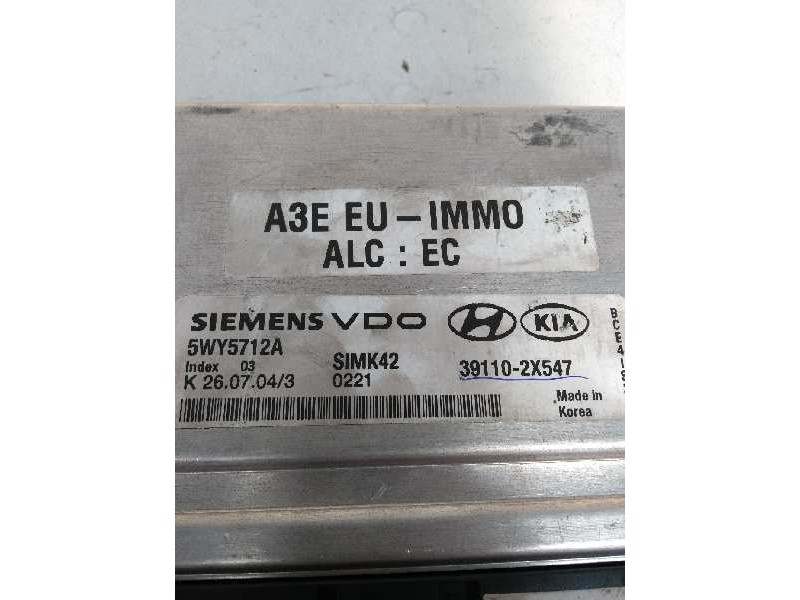 A3E EU-IMMO
ALC : EC
SIEMENS VDO KIA
5WY5712A
Index 03 SIMK42 39110-2X547
K 26.07.04/3 0221
Made in
Korea